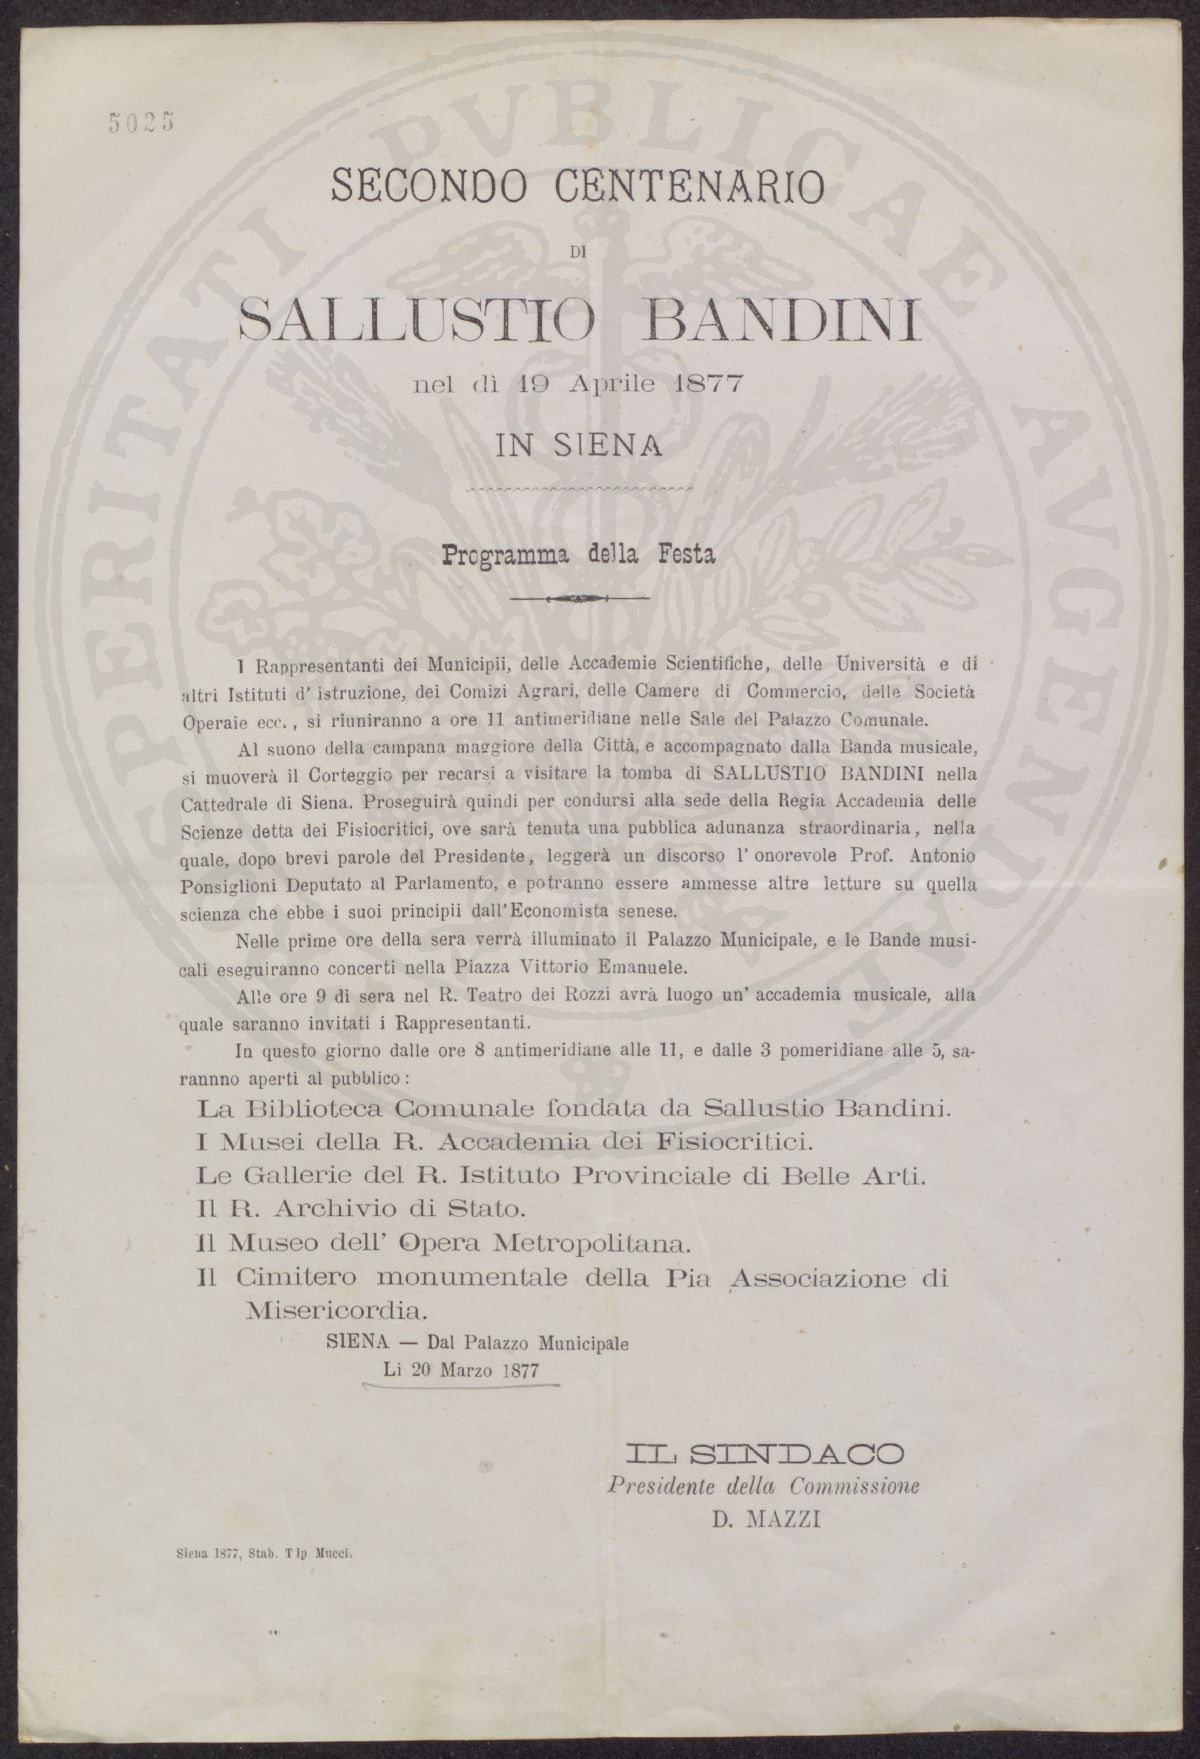 5025
SECONDO CENTENARIO
DI
SALLUSTIO BANDINI
nel dì 19 Aprile 1877
IN SIENA
Programma della Festa
I Rappresentanti dei Municipii, delle Accademie Scientifiche, delle Università e di
altri Istituti d' istruzione, dei Comizi Agrari, delle Camere di Commercio, delle Società
Operaie ecc., si riuniranno a ore 11 antimeridiane nelle Sale del Palazzo Comunale.
Al suono della campana maggiore della Città, e accompagnato dalla Banda musicale,
si muoverà il Corteggio per recarsi a visitare la tomba di SALLUSTIO BANDINI nella
Cattedrale di Siena. Proseguirà quindi per condursi alla sede della Regia Accademia delle
Scienze detta dei Fisiocritici, ove sarà tenuta una pubblica adunanza straordinaria, nella
quale, dopo brevi parole del Presidente, leggerà un discorso l' onorevole Prof. Antonio
Ponsiglioni Deputato al Parlamento, e potranno essere ammesse altre letture su quella
scienza che ebbe i suoi principii dall'Economista senese.
Nelle prime ore della sera verrà illuminato il Palazzo Municipale, e le Bande musi-
cali eseguiranno concerti nella Piazza Vittorio Emanuele.
Alle ore 9 di sera nel R. Teatro dei Rozzi avrà luogo un' accademia musicale, alla
quale saranno invitati i Rappresentanti.
In questo giorno dalle ore 8 antimeridiane alle 11, e dalle 3 pomeridiane alle 5, sa-
rannno aperti al pubblico:
La Biblioteca Comunale fondata da Sallustio Bandini.
I Musei della R. Accademia dei Fisiocritici.
Le Gallerie del R. Istituto Provinciale di Belle Arti.
Il R. Archivio di Stato.
Il Museo dell' Opera Metropolitana.
Il Cimitero monumentale della Pia Associazione di
Misericordia.
SIENA — Dal Palazzo Municipale
Li 20 Marzo 1877
IL SINDACO
Presidente della Commissione
D. MAZZI
Siena 1877, Stab. Tip Mucci.
PROSPERITATI PVBLICAE AVGENDAE